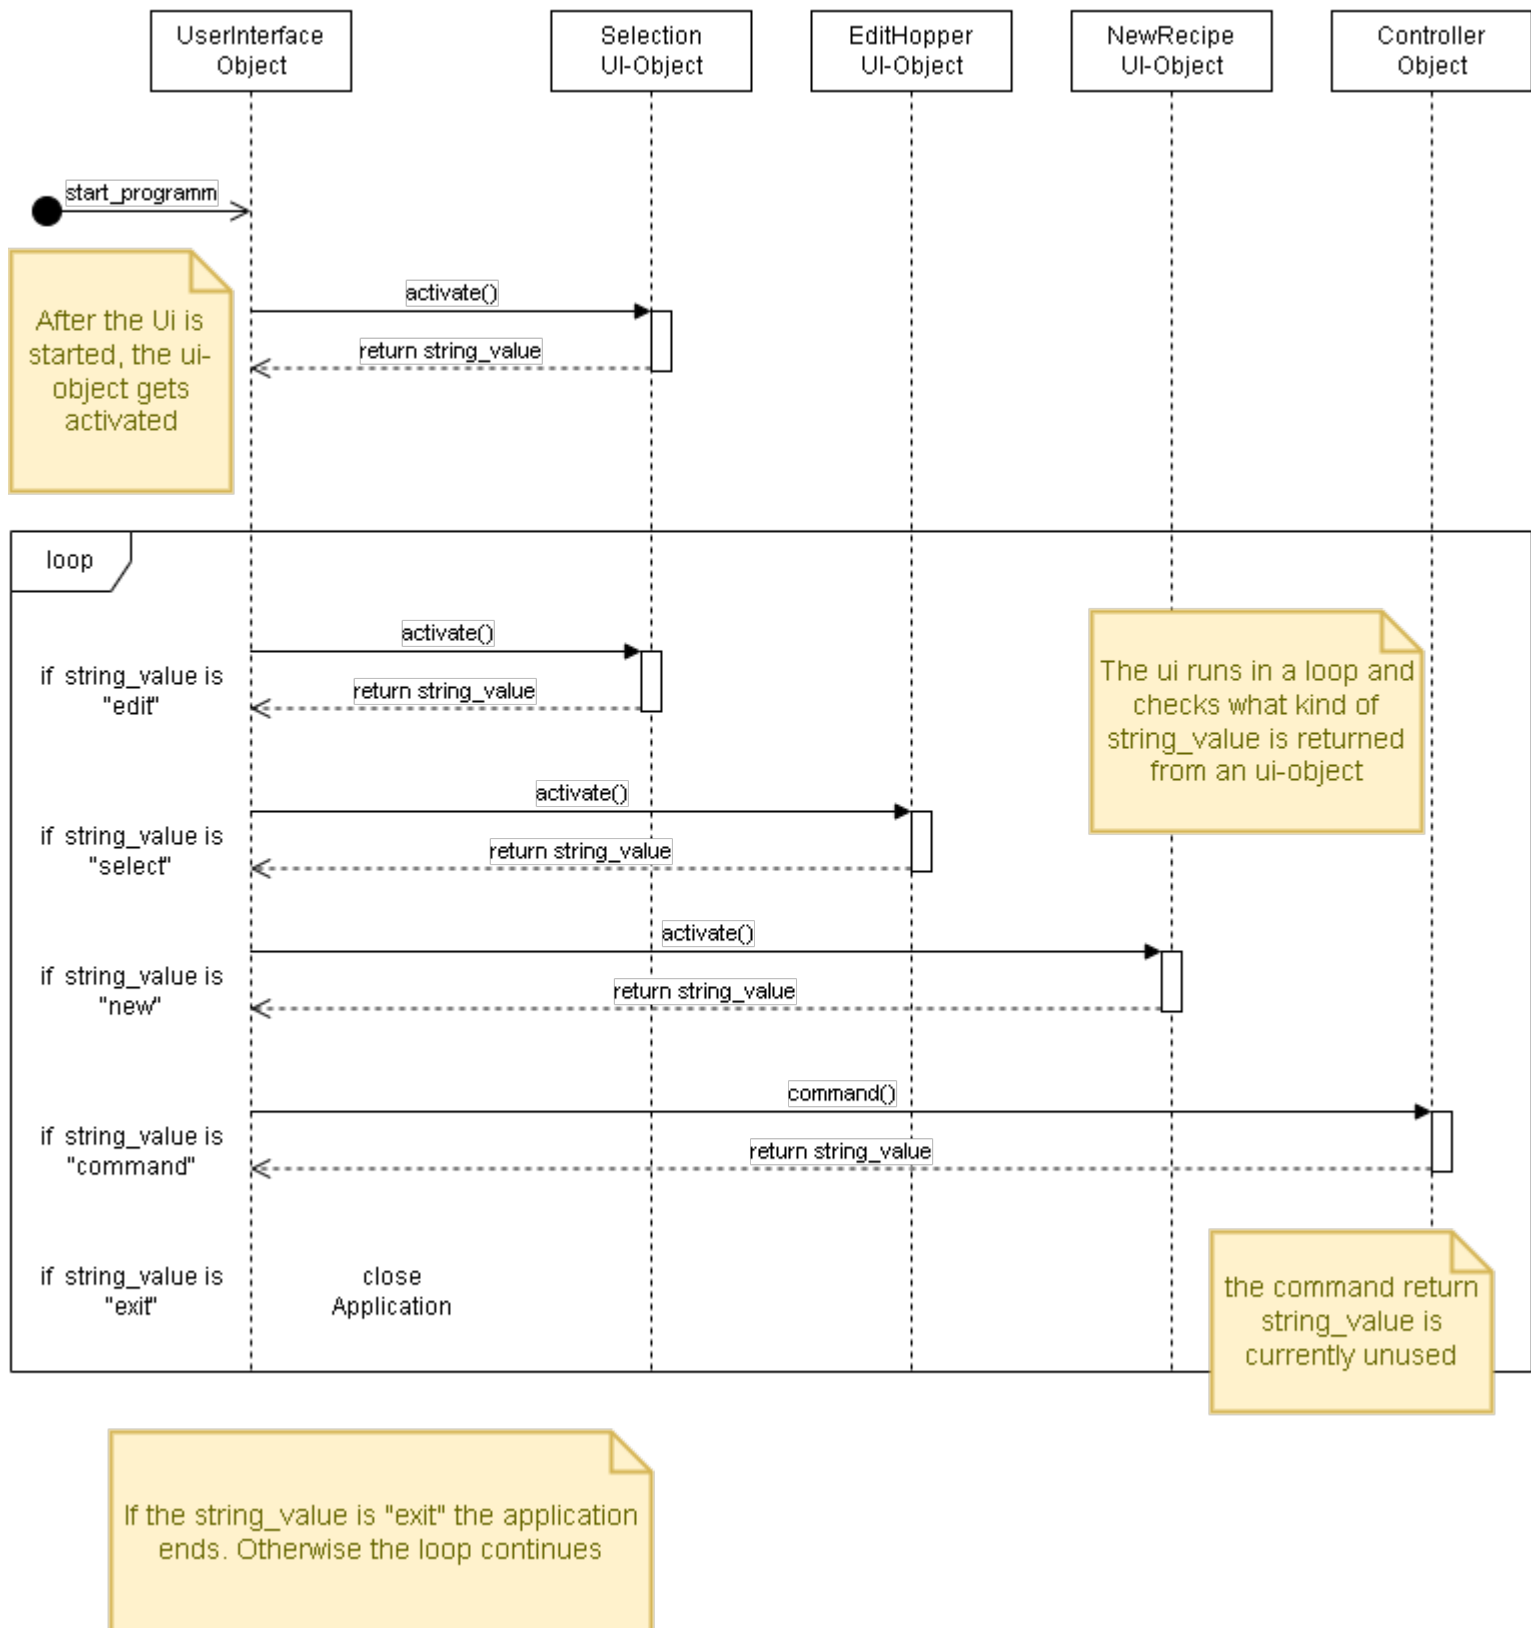 UserInterface
Object
Selection
UI-Object
EditHopper
UI-Object
NewRecipe
UI-Object
Controller
Object
start_programm
After the Ui is
started, the ui-
object gets
activated
activate()
return string_value
loop
activate()
if string_value is
"edit"
return string_value
The ui runs in a loop and
checks what kind of
string_value is returned
from an ui-object
activate()
if string_value is
"select"
return string_value
activate()
if string_value is
"new"
return string_value
command()
if string_value is
"command"
return string_value
if string_value is
"exit"
close
Application
the command return
string_value is
currently unused
If the string_value is "exit" the application
ends. Otherwise the loop continues